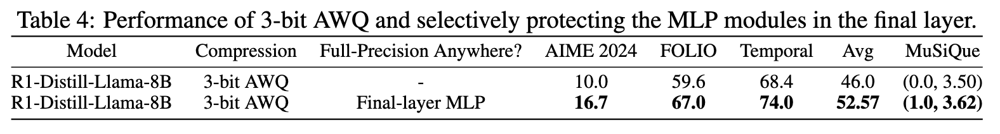 Table 4: Performance of 3-bit AWQ and selectively protecting the MLP modules in the final layer.
Model Compression Full-Precision Anywhere? AIME 2024 FOLIO Temporal Avg MuSiQue
R1-Distill-Llama-8B 3-bit AWQ - 10.0 59.6 68.4 46.0 (0.0, 3.50)
R1-Distill-Llama-8B 3-bit AWQ Final-layer MLP 16.7 67.0 74.0 52.57 (1.0, 3.62)